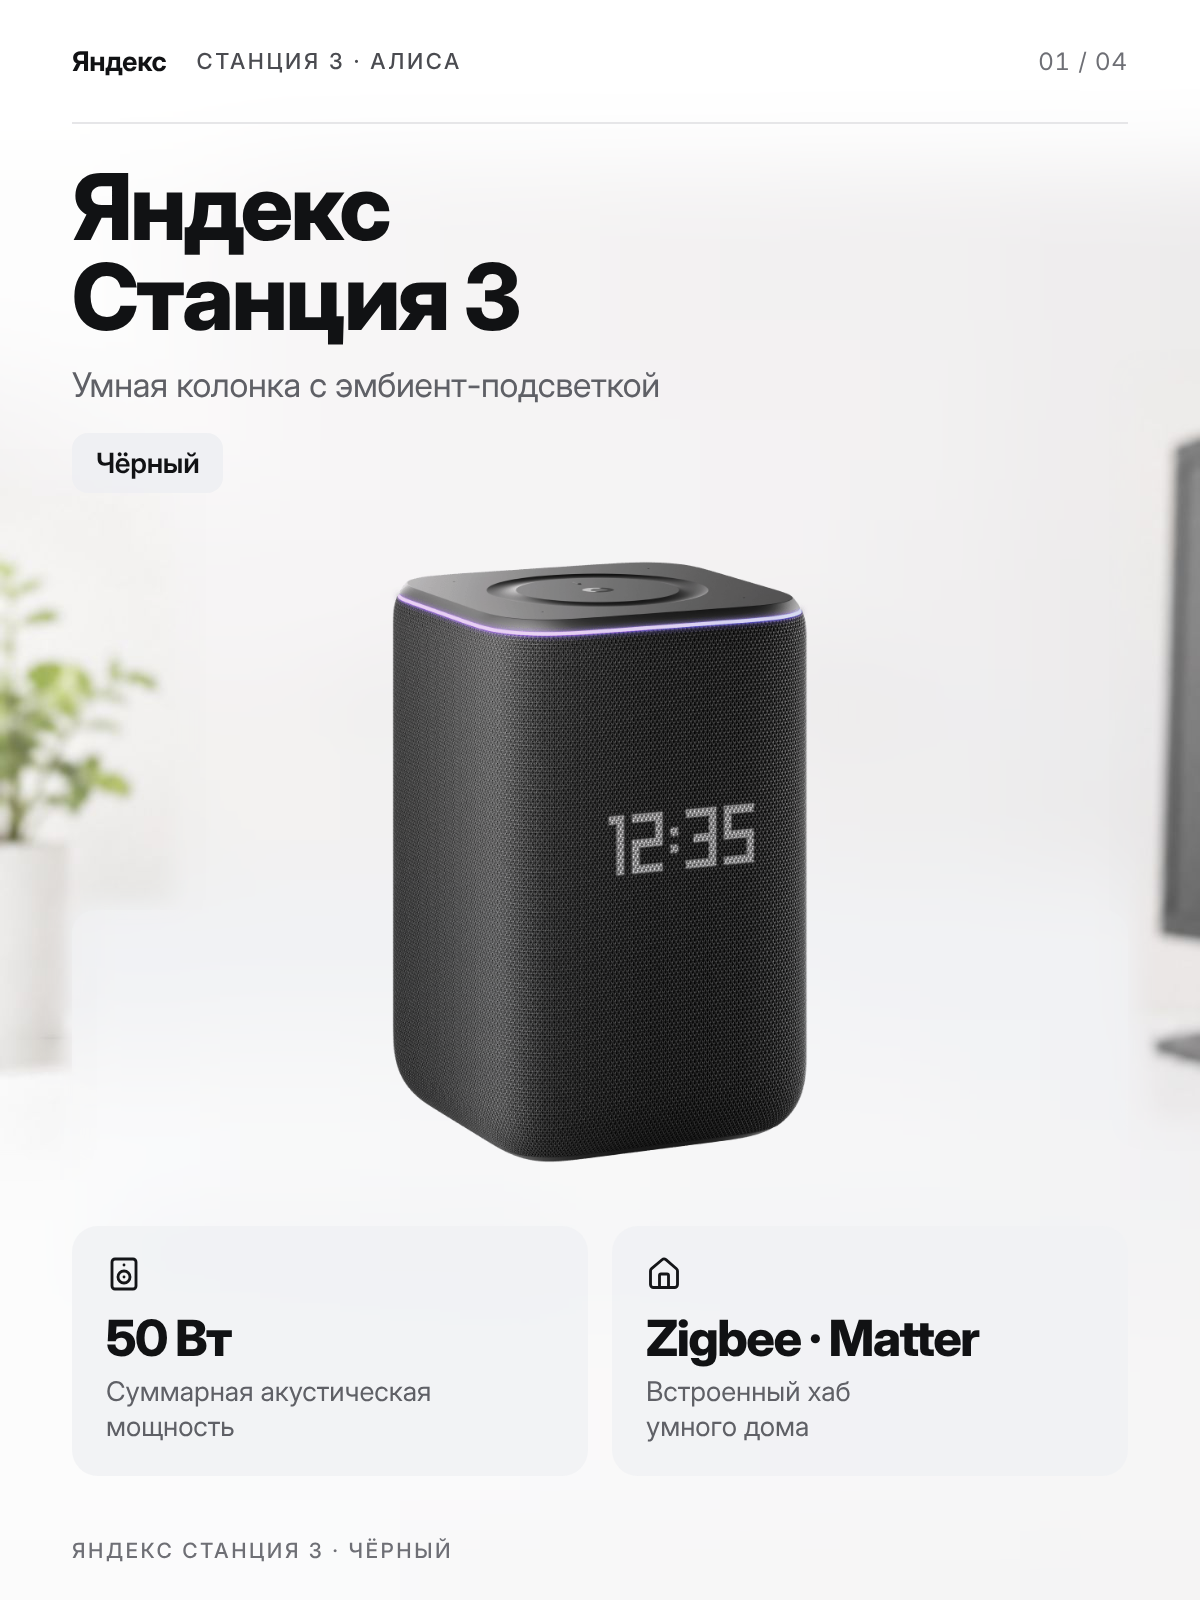 Яндекс СТАНЦИЯ 3 · АЛИСА 01 / 04
Яндекс
Станция 3
Умная колонка с эмбиент-подсветкой
Чёрный
12:35
50 Вт
Суммарная акустическая
мощность
Zigbee · Matter
Встроенный хаб
умного дома
ЯНДЕКС СТАНЦИЯ 3 · ЧЁРНЫЙ